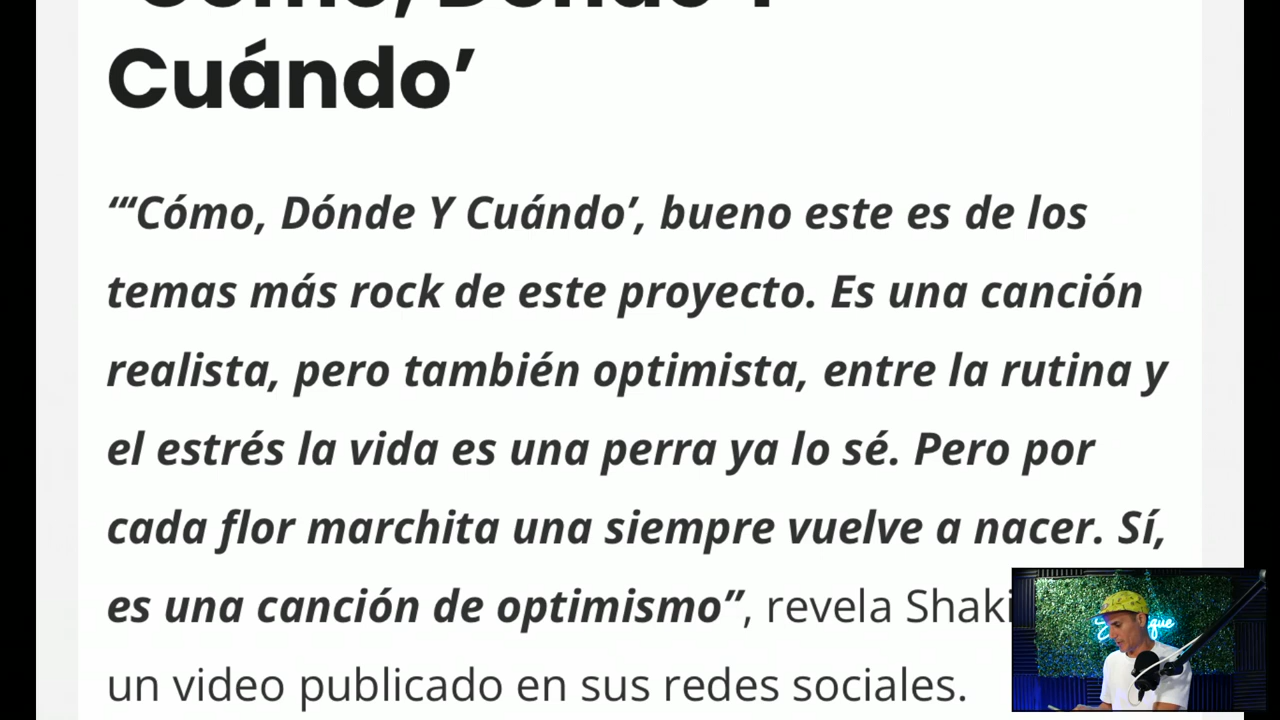 Cómo, Dónde Y
Cuándo’
“‘Cómo, Dónde Y Cuándo’, bueno este es de los
temas más rock de este proyecto. Es una canción
realista, pero también optimista, entre la rutina y
el estrés la vida es una perra ya lo sé. Pero por
cada flor marchita una siempre vuelve a nacer. Sí,
es una canción de optimismo”, revela Shaki
un video publicado en sus redes sociales.